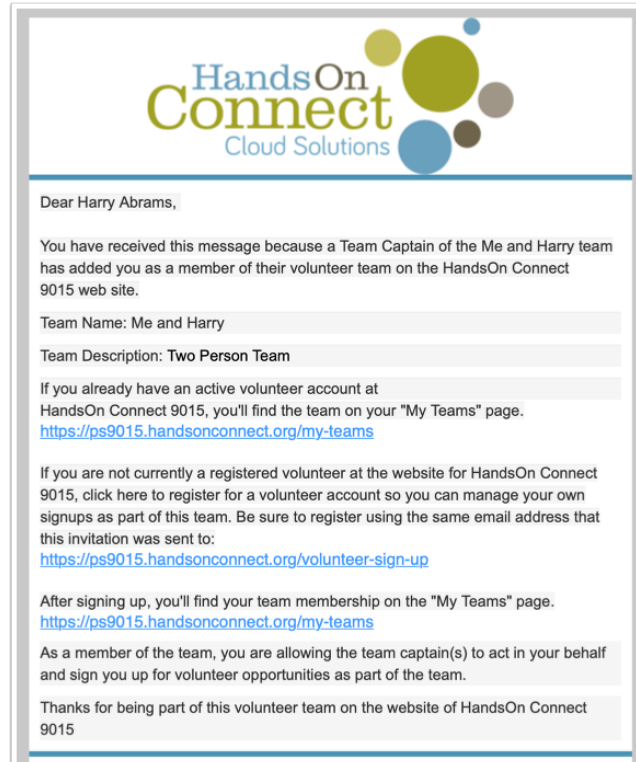 HandsOn
Connect
Cloud Solutions
Dear Harry Abrams,
You have received this message because a Team Captain of the Me and Harry team
has added you as a member of their volunteer team on the HandsOn Connect
9015 web site.
Team Name: Me and Harry
Team Description: Two Person Team
If you already have an active volunteer account at
HandsOn Connect 9015, you'll find the team on your "My Teams" page.
https://ps9015.handsonconnect.org/my-teams
If you are not currently a registered volunteer at the website for HandsOn Connect
9015, click here to register for a volunteer account so you can manage your own
signups as part of this team. Be sure to register using the same email address that
this invitation was sent to:
https://ps9015.handsonconnect.org/volunteer-sign-up
After signing up, you'll find your team membership on the "My Teams" page.
https://ps9015.handsonconnect.org/my-teams
As a member of the team, you are allowing the team captain(s) to act in your behalf
and sign you up for volunteer opportunities as part of the team.
Thanks for being part of this volunteer team on the website of HandsOn Connect
9015